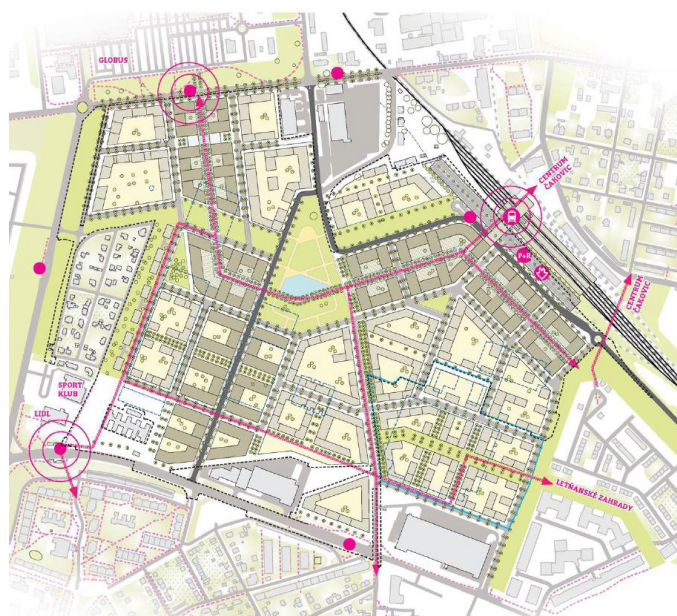 GLOBUS
CENTRUM
ČAKOVIC
P+R
CENTRUM
ČAKOVIC
SPORT
KLUB
LIDL
LETŇANSKÉ ZAHRADY